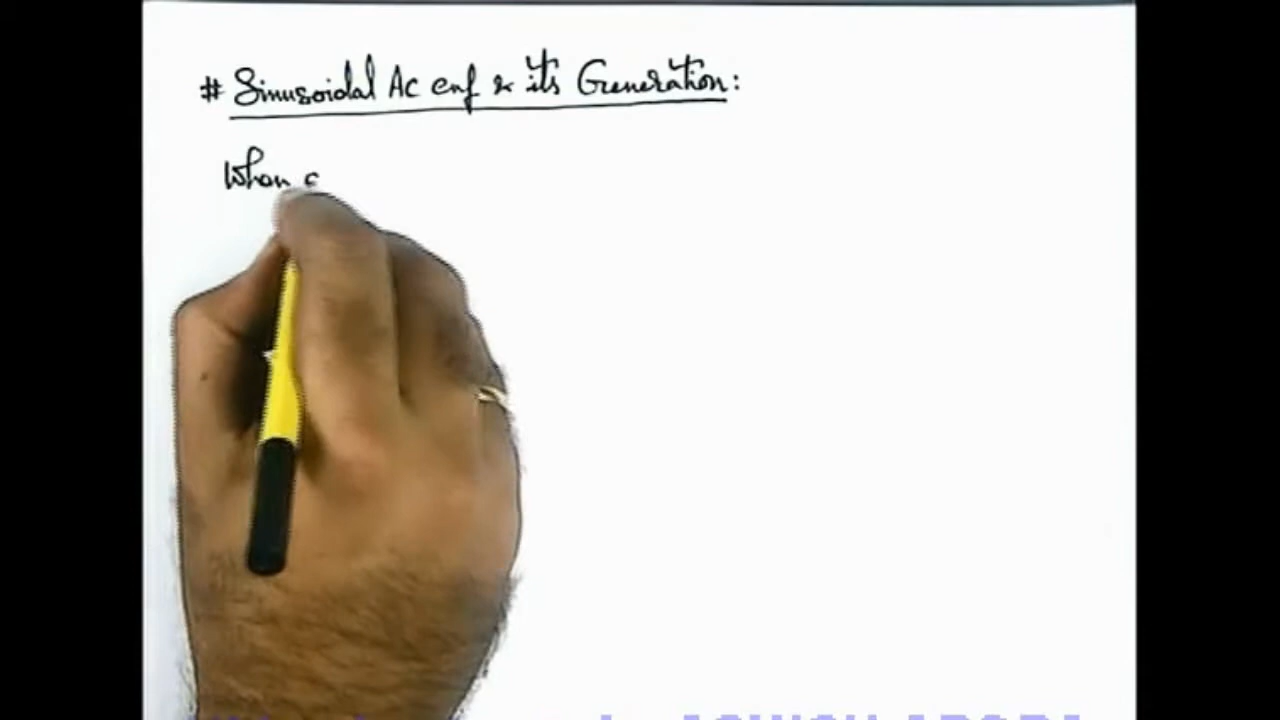 # Sinusoidal AC emf & its Generation:
When